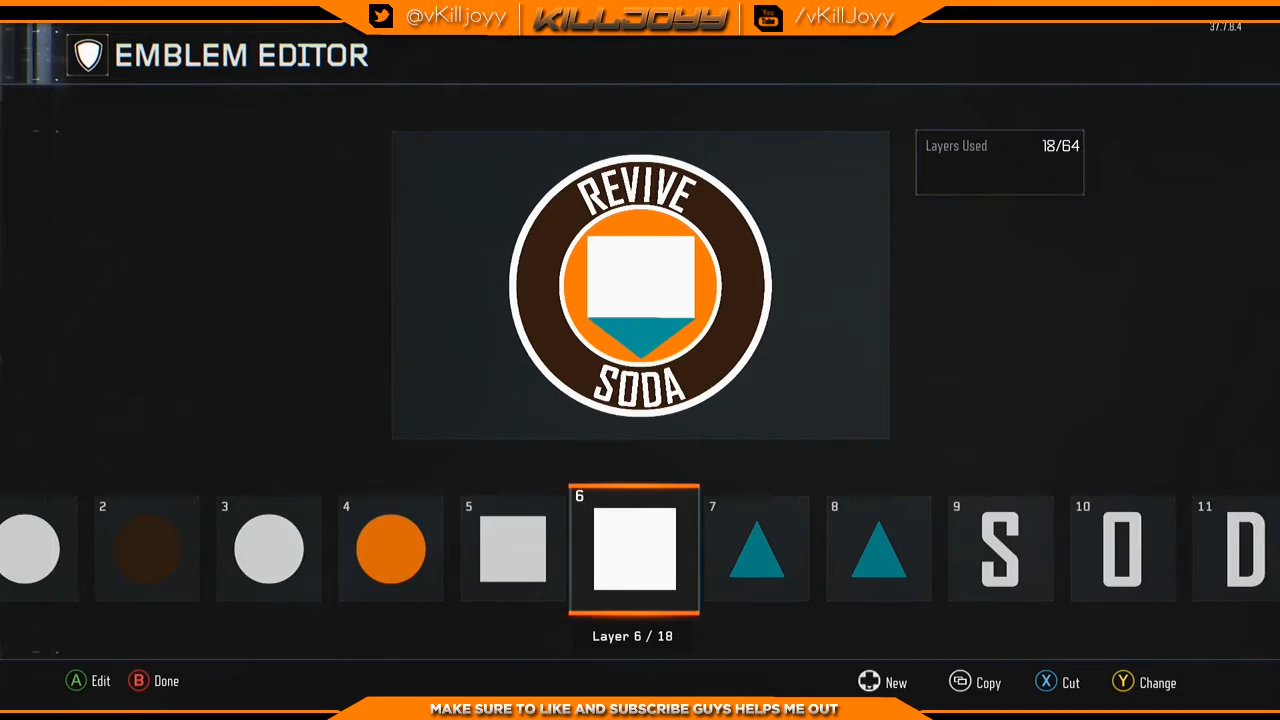 @vKilljoyy KILLJOYY /vKillJoyy
37.7.8.4
EMBLEM EDITOR
Layers Used 18/64
REVIVE
SODA
2 3 4 5 6 7 8 9 10 11
S O D
Layer 6 / 18
A Edit B Done New Copy X Cut Y Change
MAKE SURE TO LIKE AND SUBSCRIBE GUYS HELPS ME OUT